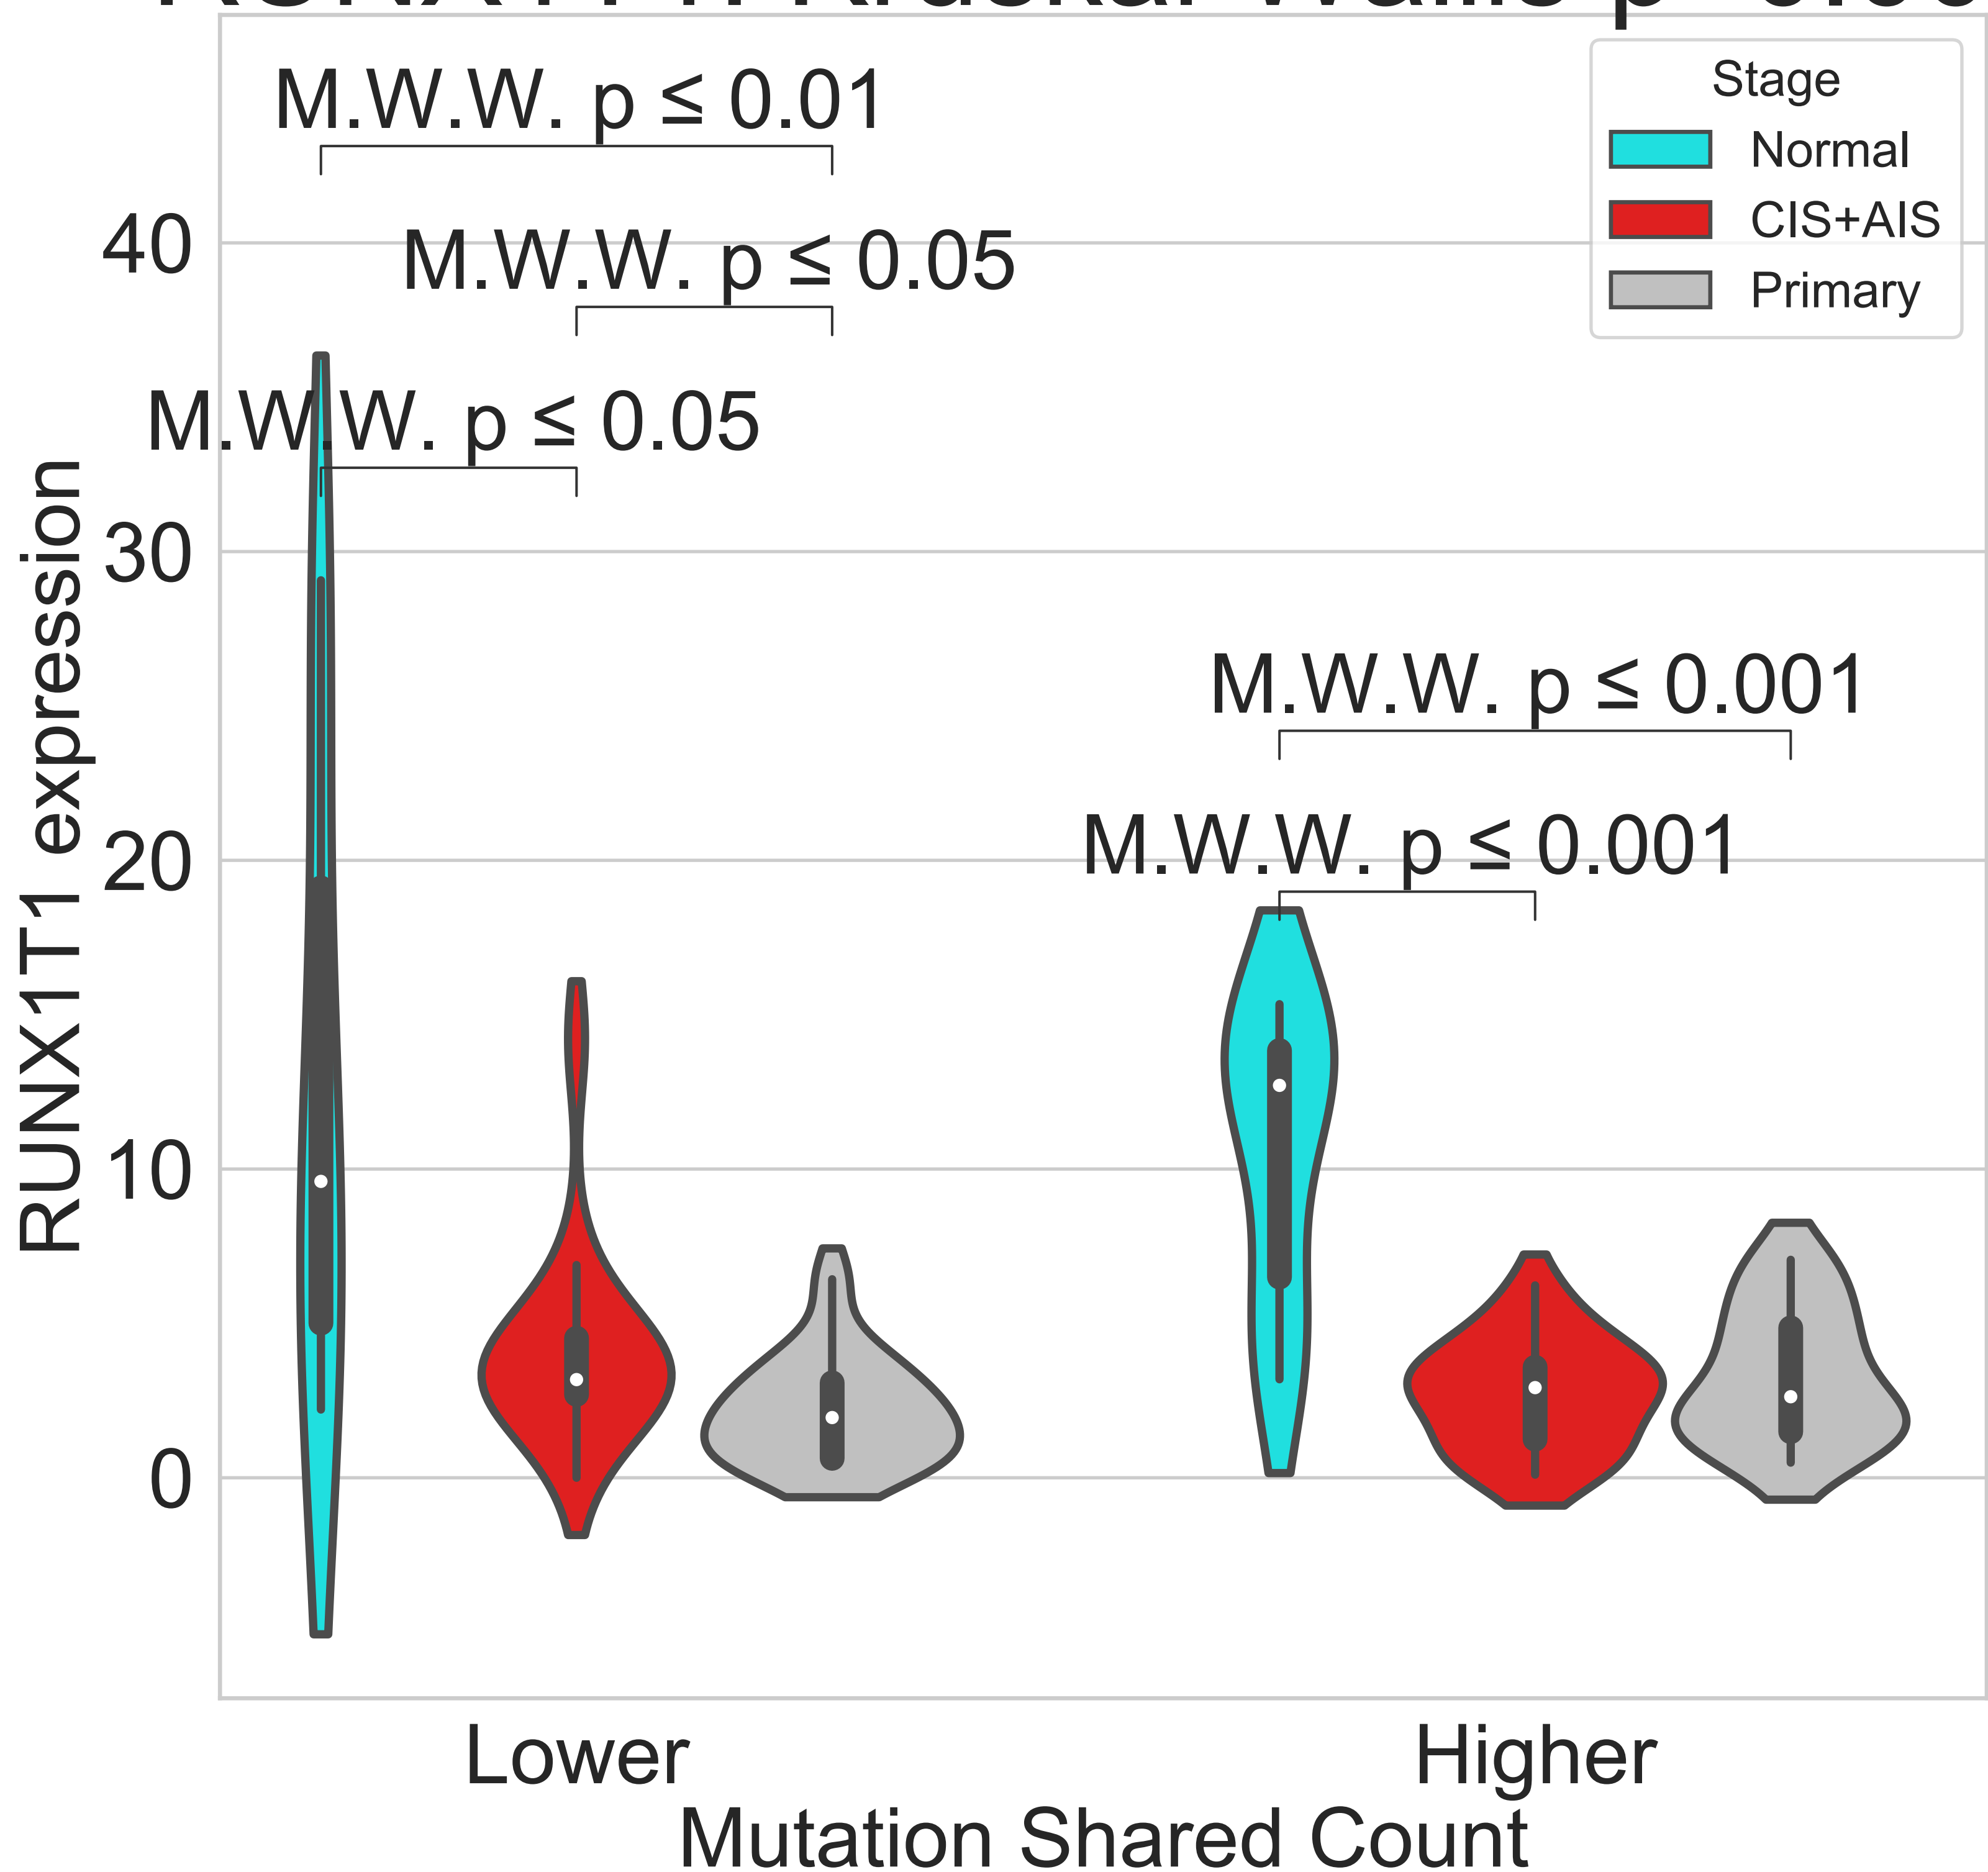 M.W.W. p ≤ 0.01
M.W.W. p ≤ 0.05
M.W.W. p ≤ 0.05
M.W.W. p ≤ 0.001
M.W.W. p ≤ 0.001
Stage
Normal
CIS+AIS
Primary
RUNX1T1 expression
40
30
20
10
0
Lower
Higher
Mutation Shared Count